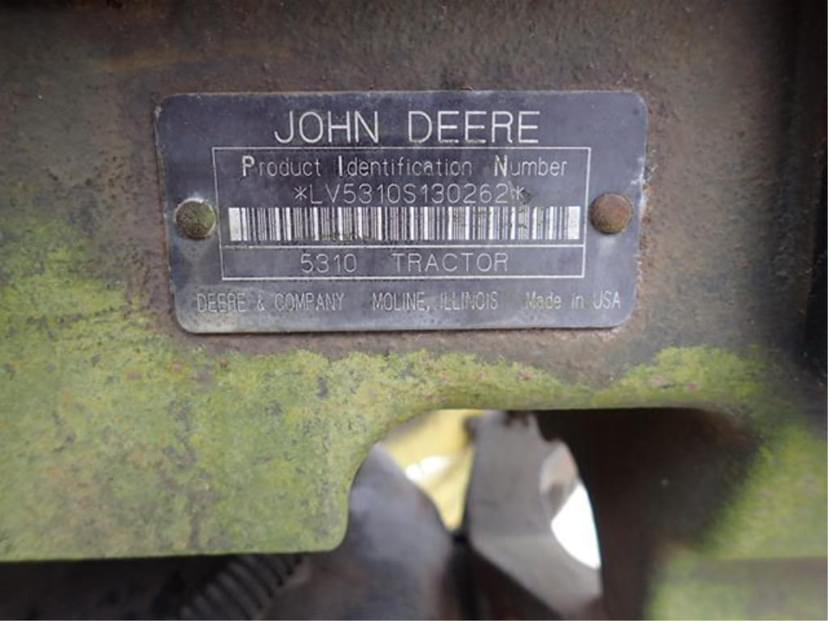 JOHN DEERE
Product Identification Number
*LV5310S130262*
5310 TRACTOR
DEERE & COMPANY MOLINE, ILLINOIS Made in USA